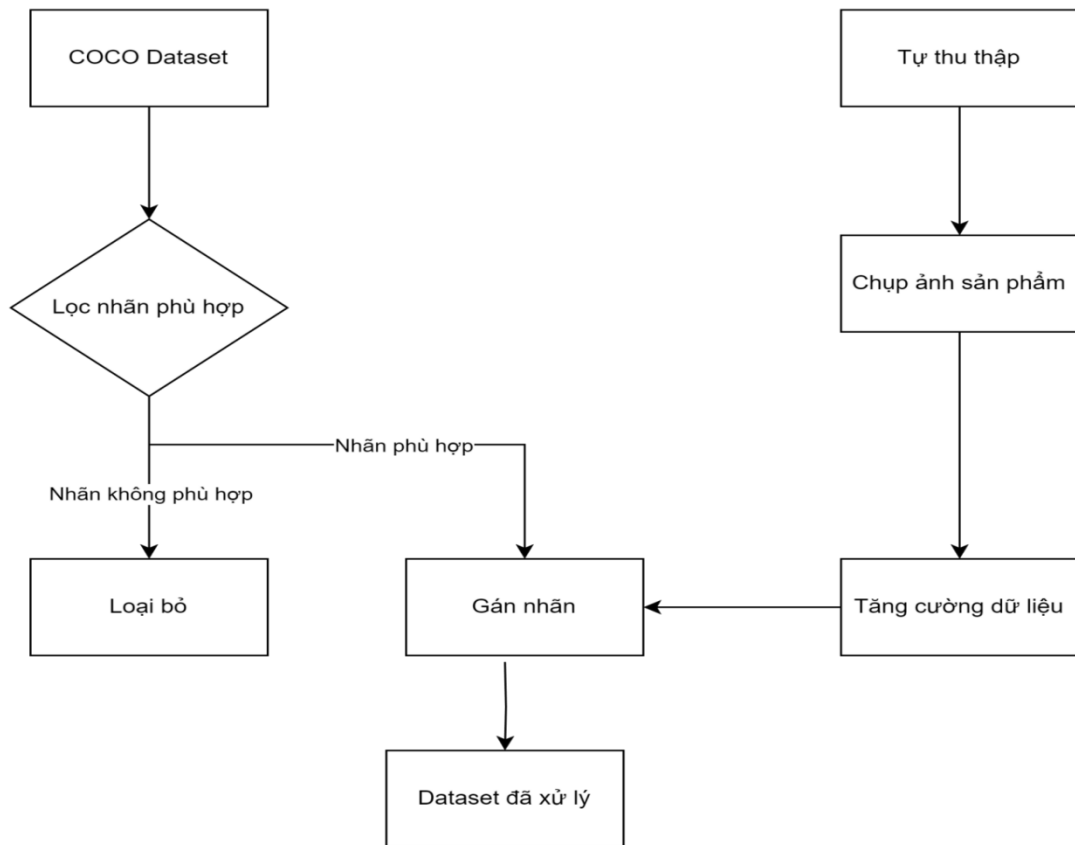 COCO Dataset
Tự thu thập
Chụp ảnh sản phẩm
Lọc nhãn phù hợp
Nhãn phù hợp
Nhãn không phù hợp
Loại bỏ
Gán nhãn
Tăng cường dữ liệu
Dataset đã xử lý